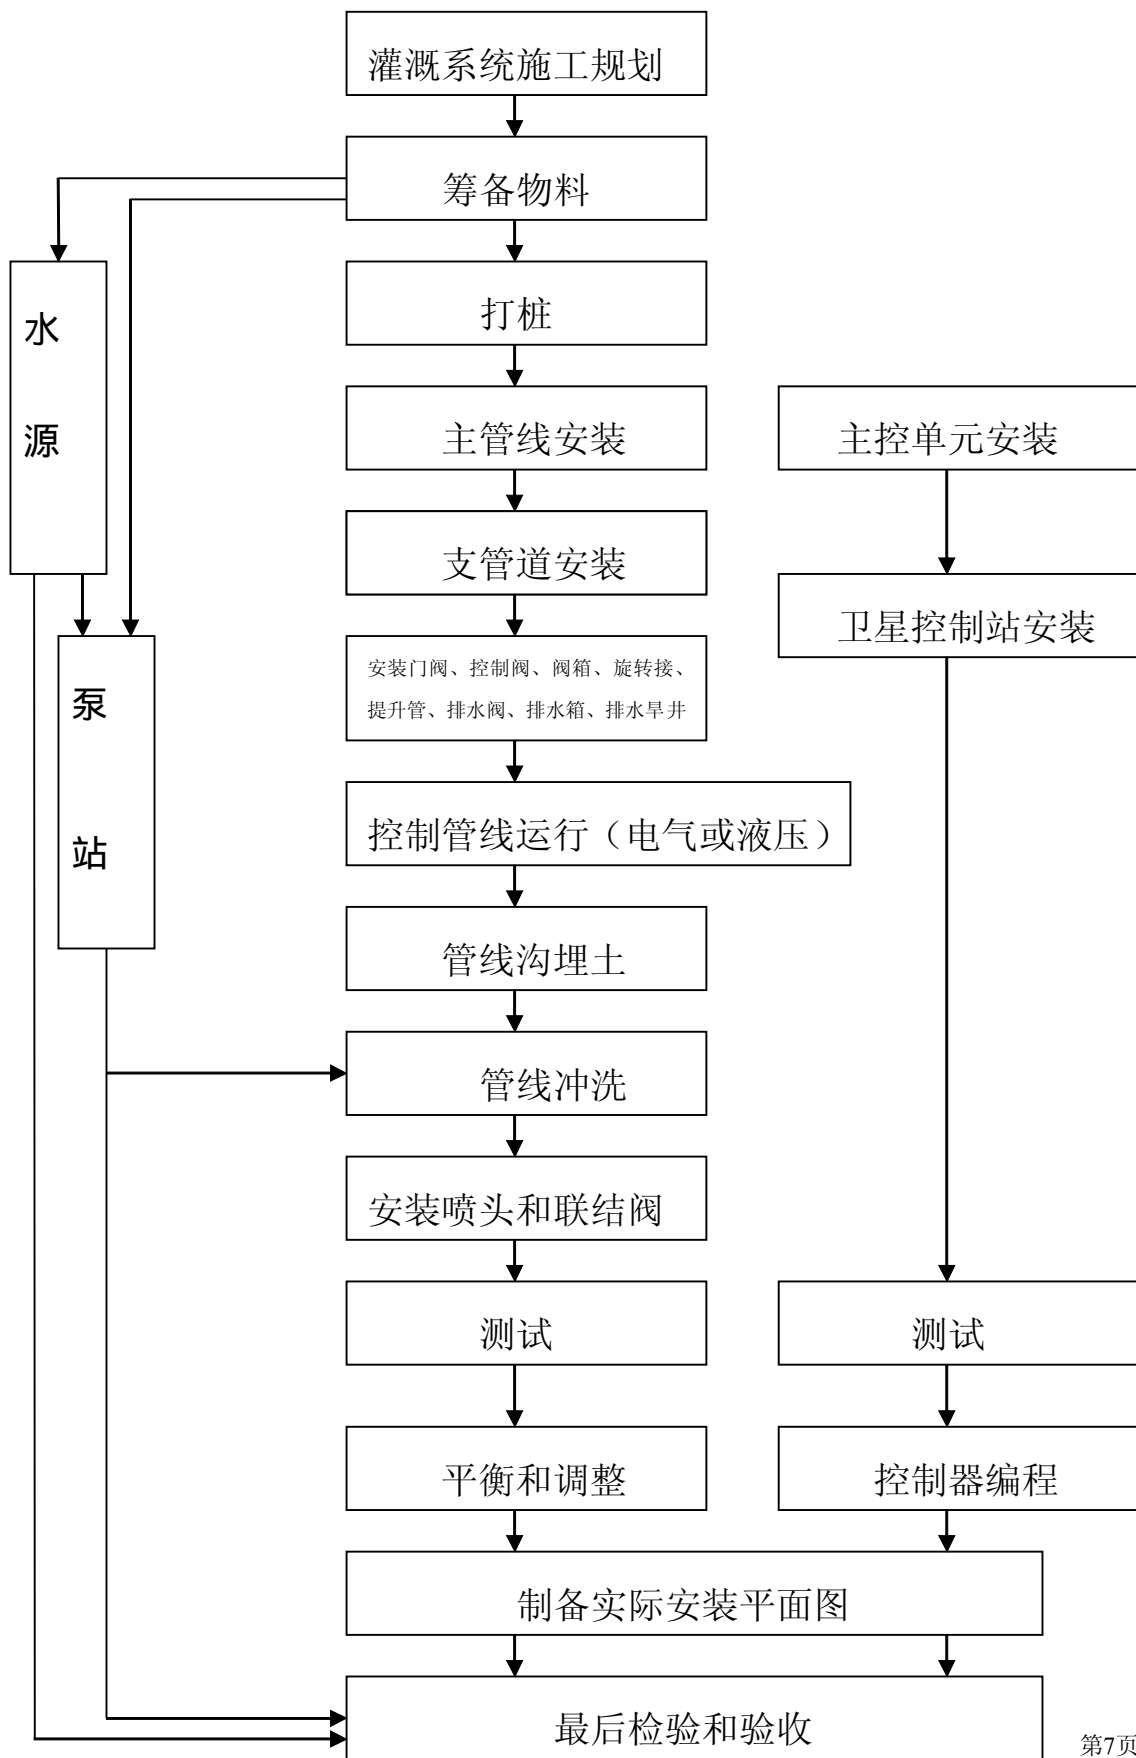 灌溉系统施工规划
筹备物料
水
源
打桩
主管线安装
主控单元安装
支管道安装
卫星控制站安装
泵
站
安装门阀、控制阀、阀箱、旋转接、
提升管、排水阀、排水箱、排水旱井
控制管线运行（电气或液压）
管线沟埋土
管线冲洗
安装喷头和联结阀
测试
测试
平衡和调整
控制器编程
制备实际安装平面图
最后检验和验收
第7页